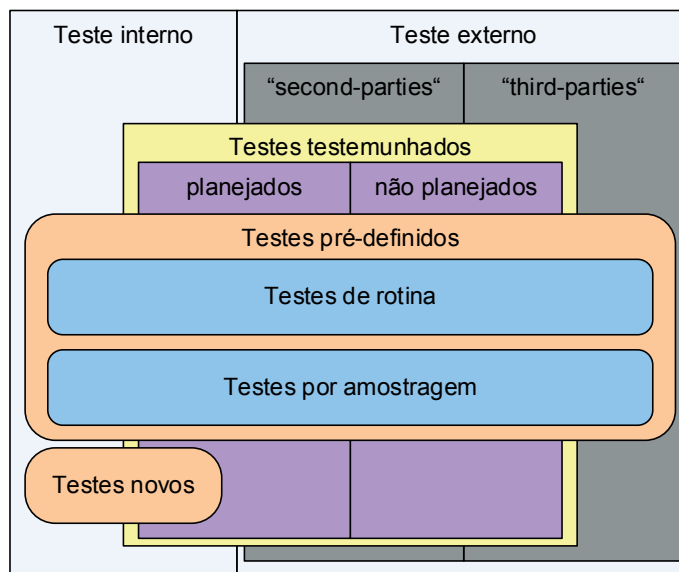 Teste interno
Teste externo
“second-parties“
“third-parties“
Testes testemunhados
planejados
não planejados
Testes pré-definidos
Testes de rotina
Testes por amostragem
Testes novos